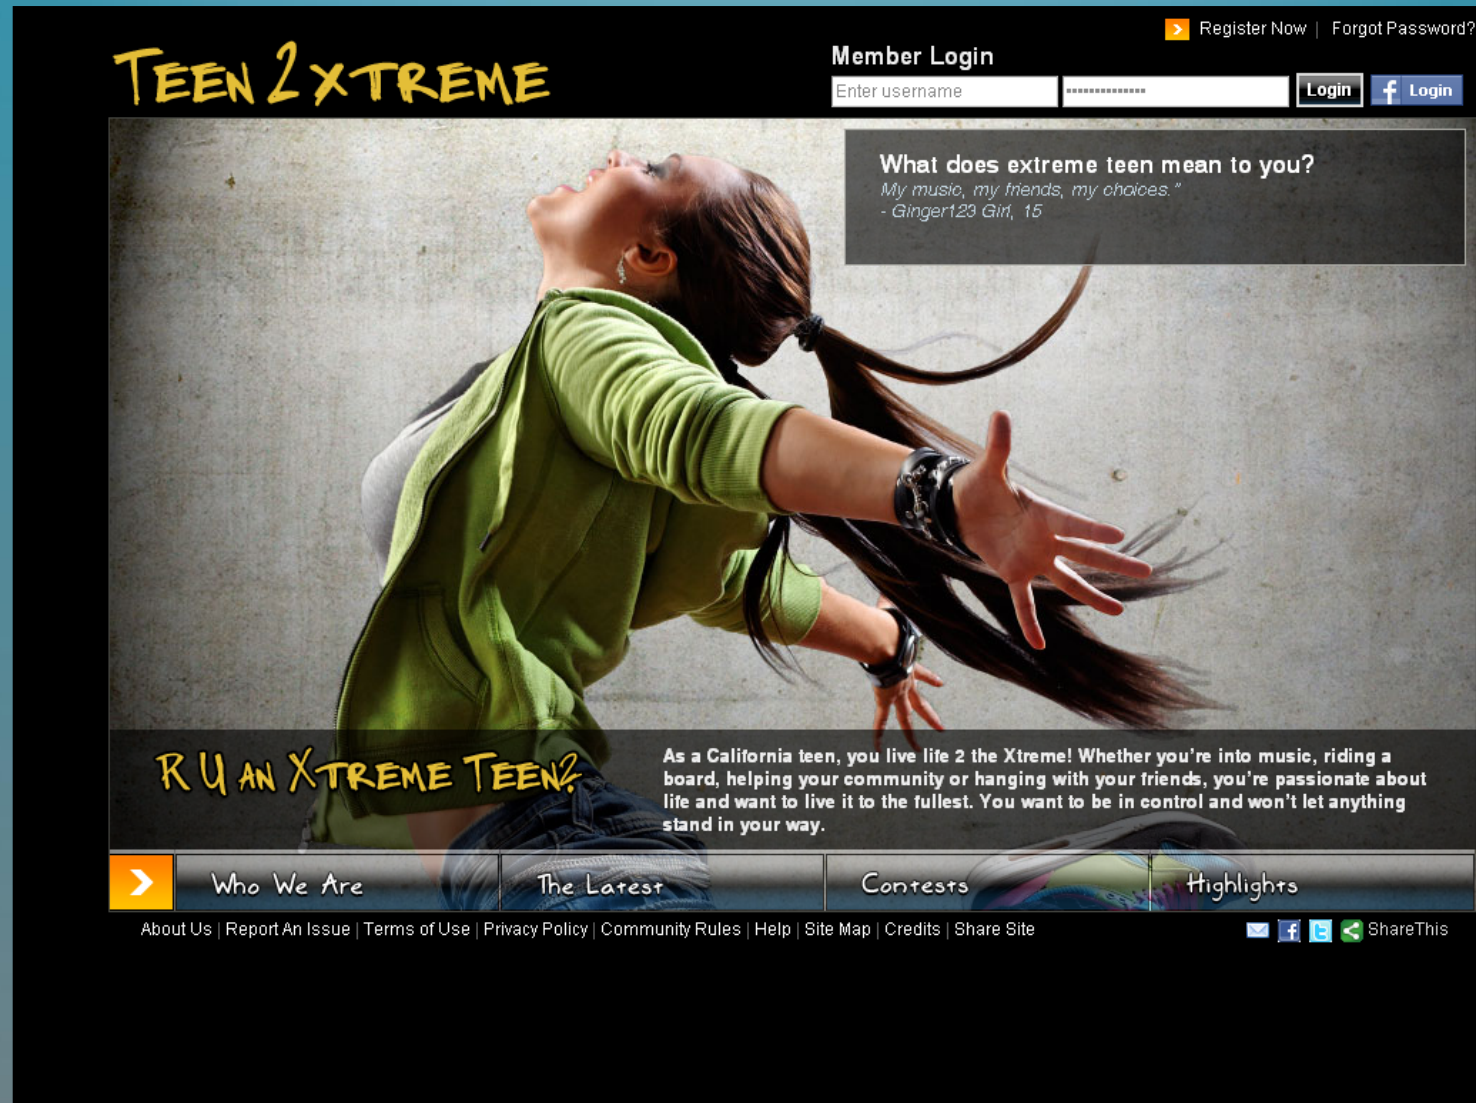 Register Now | Forgot Password?
TEEN 2 XTREME
Member Login
Enter username
Login
f Login
What does extreme teen mean to you?
My music, my friends, my choices."
- Ginger123 Girl, 15
R U AN XTREME TEEN?
As a California teen, you live life 2 the Xtreme! Whether you're into music, riding a
board, helping your community or hanging with your friends, you're passionate about
life and want to live it to the fullest. You want to be in control and won't let anything
stand in your way.
Who We Are
The Latest
Contests
Highlights
About Us | Report An Issue | Terms of Use | Privacy Policy | Community Rules | Help | Site Map | Credits | Share Site
ShareThis